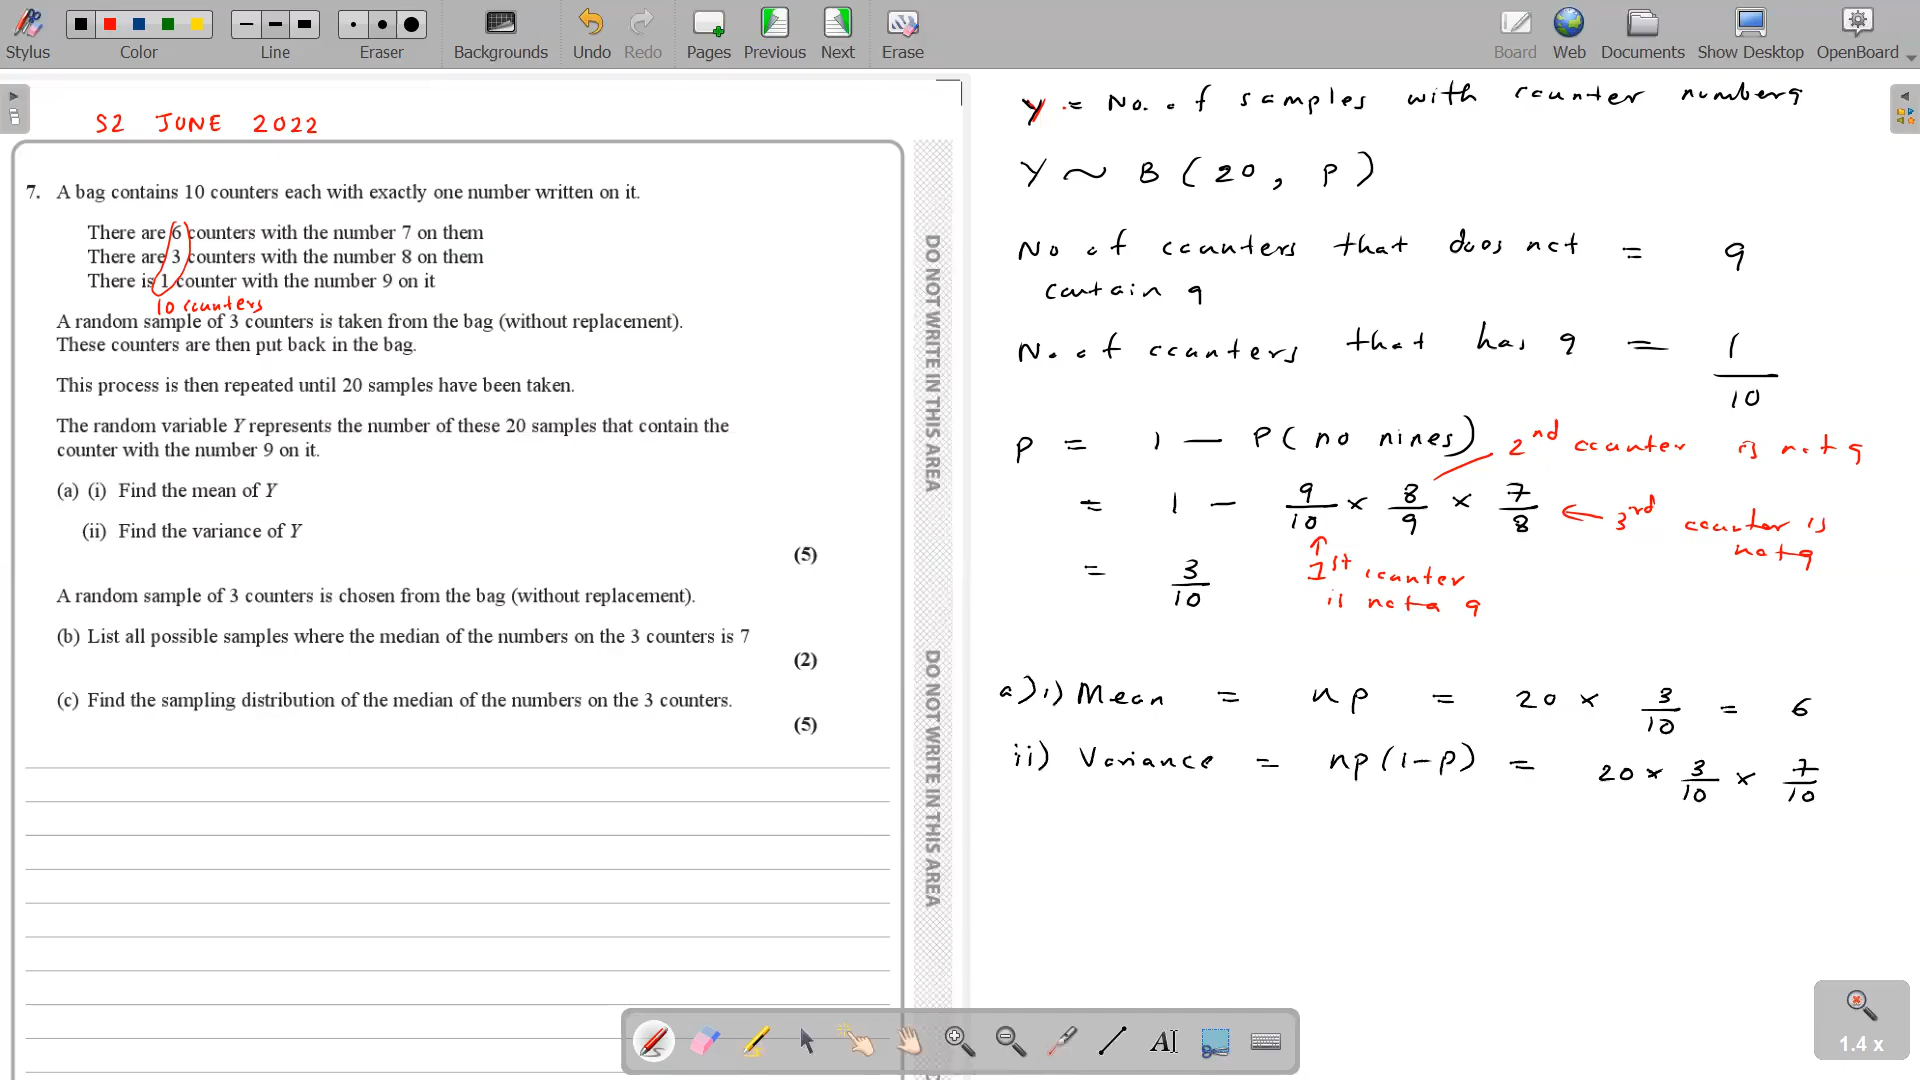 Stylus Color Line Eraser Backgrounds Undo Redo Pages Previous Next Erase Board Web Documents Show Desktop OpenBoard
S2 JUNE 2022
7. A bag contains 10 counters each with exactly one number written on it.
There are 6 counters with the number 7 on them
There are 3 counters with the number 8 on them
There is 1 counter with the number 9 on it
10 counters
A random sample of 3 counters is taken from the bag (without replacement).
These counters are then put back in the bag.
This process is then repeated until 20 samples have been taken.
The random variable Y represents the number of these 20 samples that contain the
counter with the number 9 on it.
(a) (i) Find the mean of Y
(ii) Find the variance of Y
(5)
A random sample of 3 counters is chosen from the bag (without replacement).
(b) List all possible samples where the median of the numbers on the 3 counters is 7
(2)
(c) Find the sampling distribution of the median of the numbers on the 3 counters.
(5)
DO NOT WRITE IN THIS AREA
DO NOT WRITE IN THIS AREA
Y = No. of samples with counter number 9
Y ~ B ( 20 , P )
No of counters that does not = 9
contain 9
No. of counters that has 9 = 1/10
P = 1 - P( no nines)
2nd counter is not 9
= 1 - 9/10 × 8/9 × 7/8 ← 3rd counter is
not 9
= 3/10
↑ 1st counter
is not a 9
a) i) Mean = np = 20 × 3/10 = 6
ii) Variance = np(1-p) = 20 × 3/10 × 7/10
1.4 x